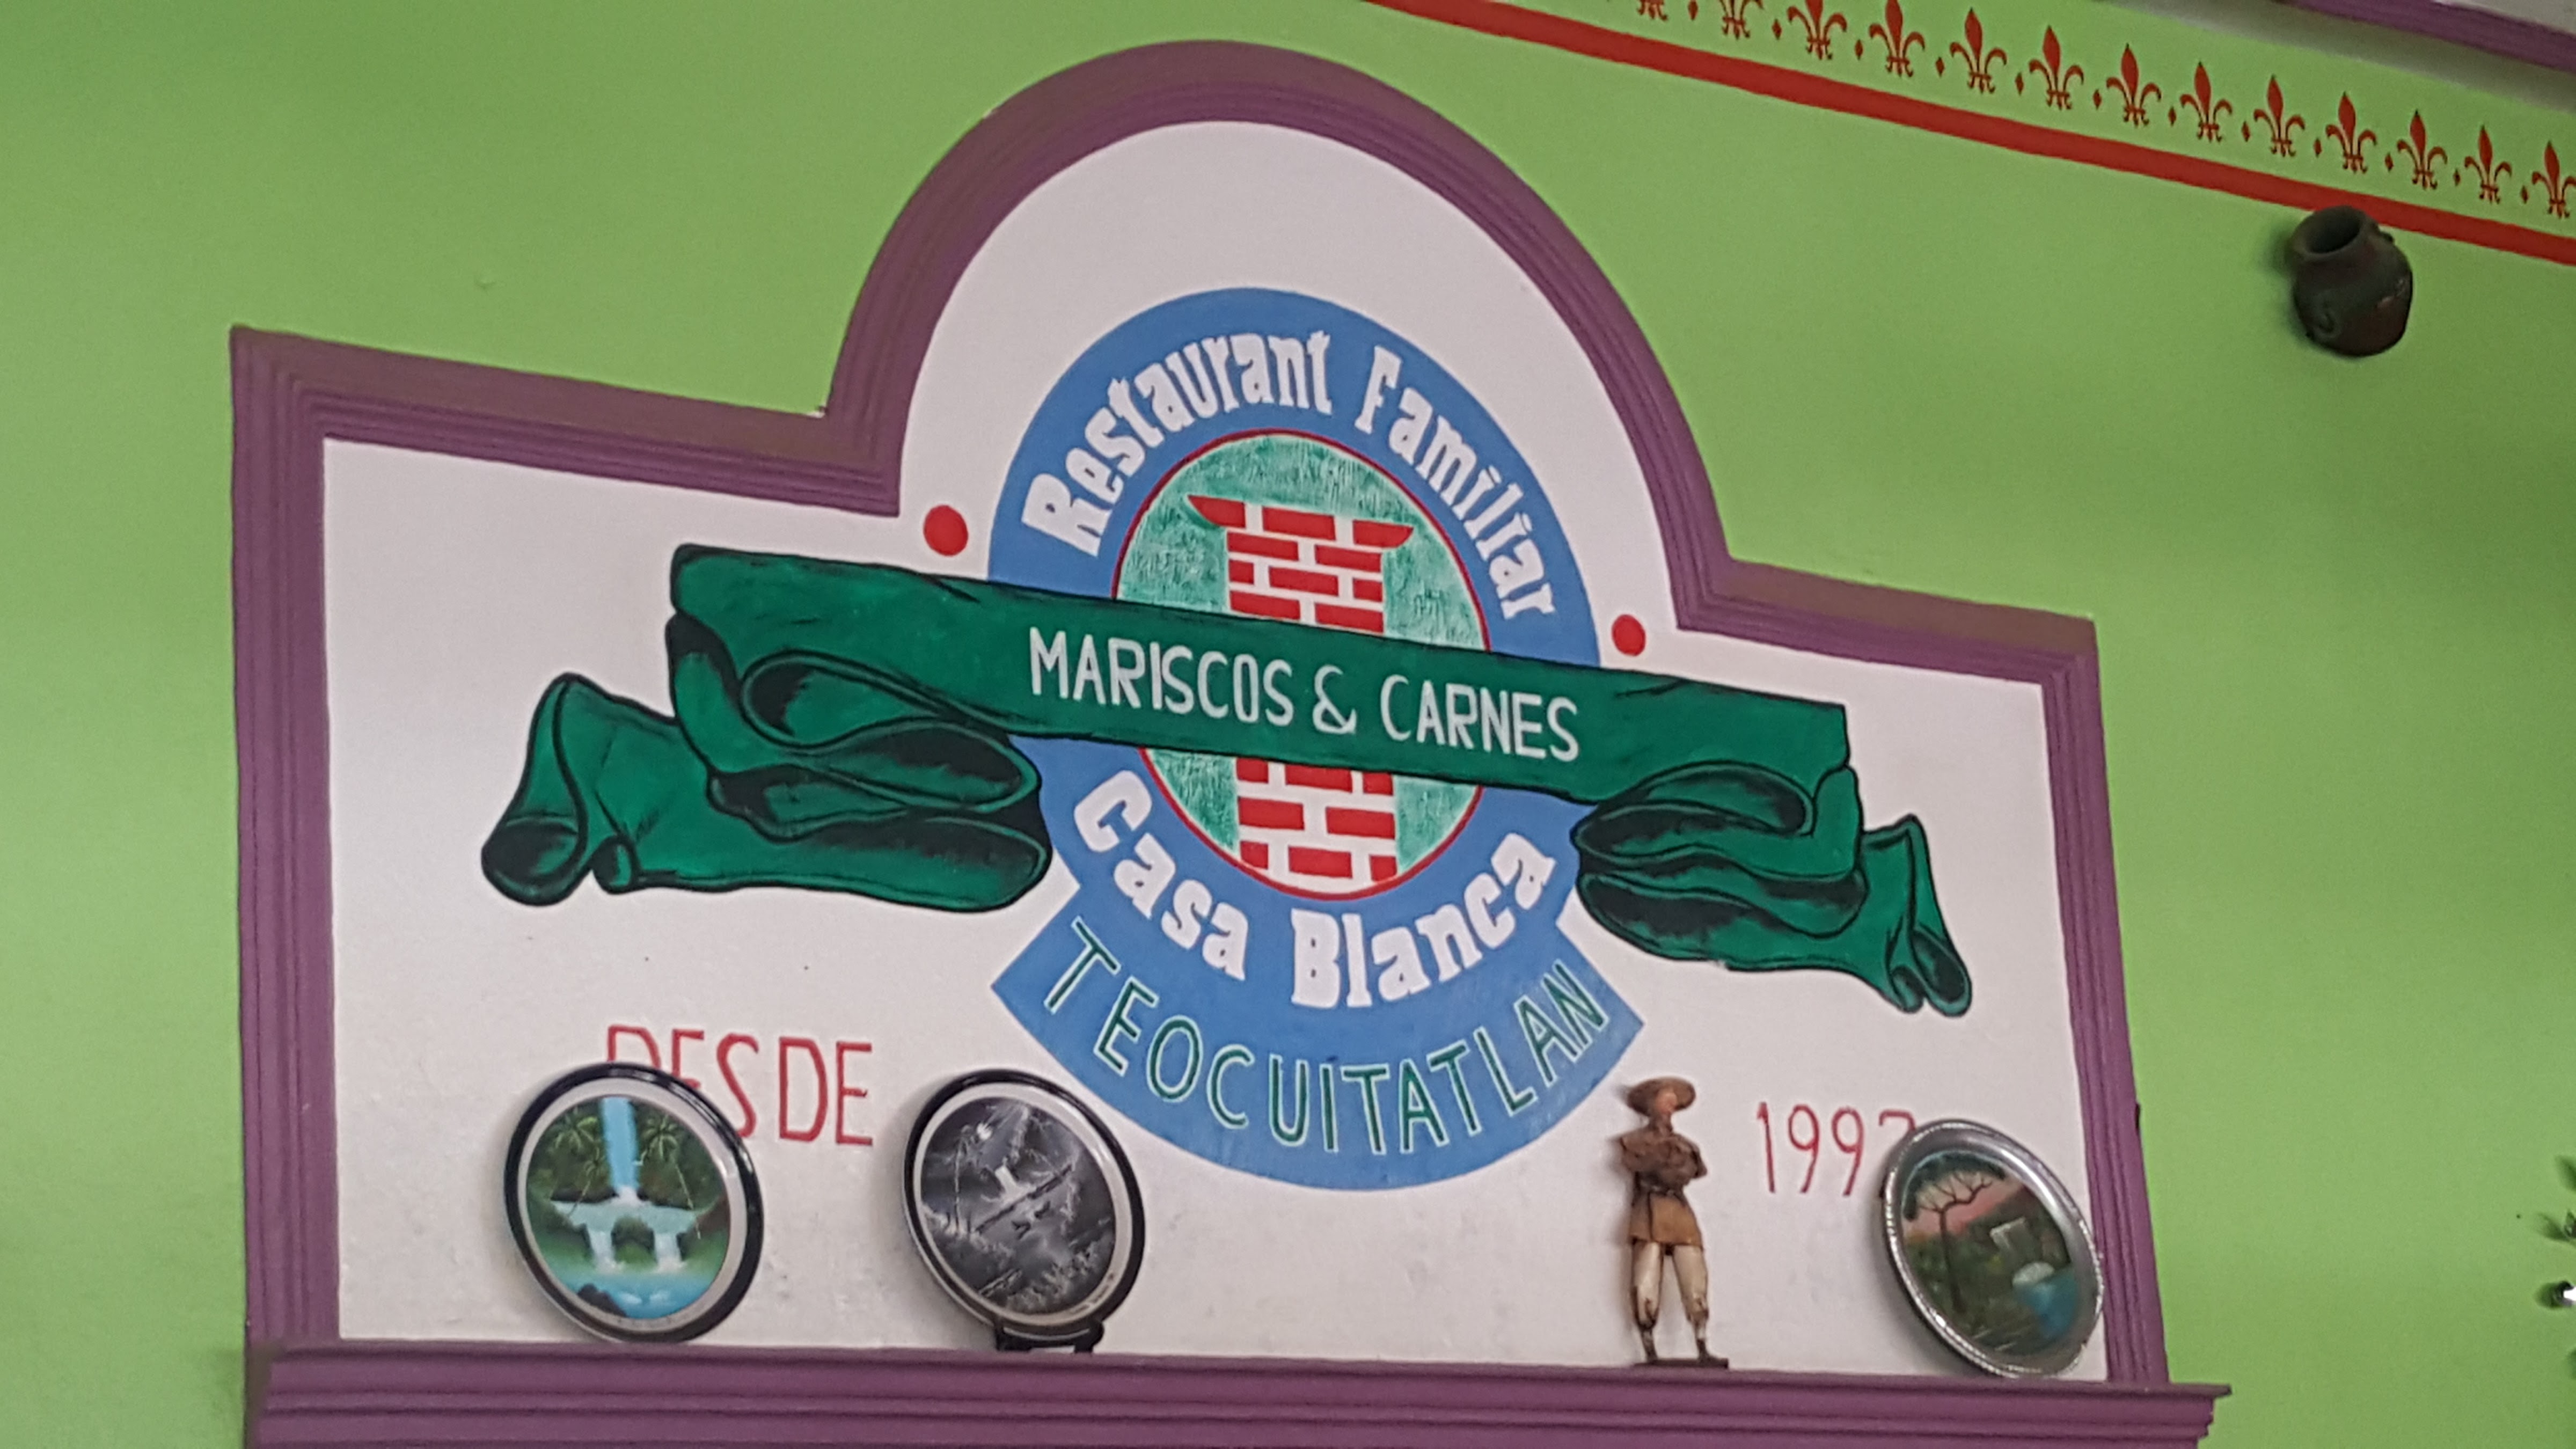 Restaurant Familiar
MARISCOS & CARNES
Casa Blanca
TEOCUITATLAN
DESDE